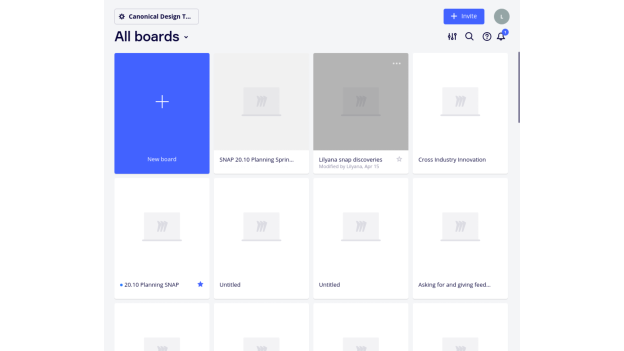 Canonical Design T...
Invite
L
All boards
New board
SNAP 20.10 Planning Sprin...
Lilyana snap discoveries
Modified by Lilyana, Apr 15
Cross Industry Innovation
20.10 Planning SNAP
Untitled
Untitled
Asking for and giving feed...